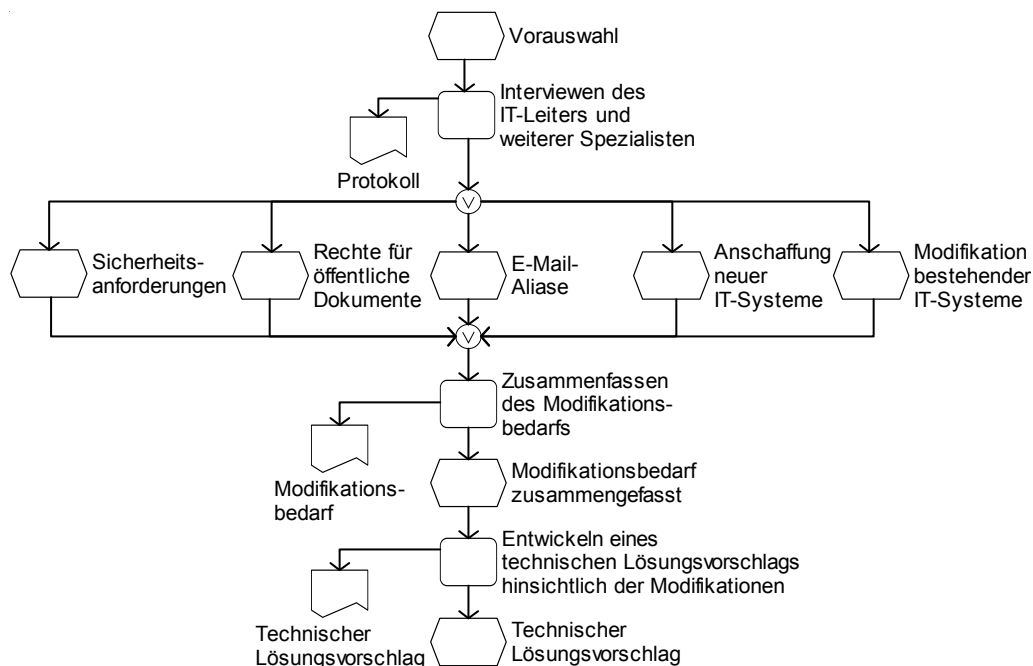 Vorauswahl
Interviewen des
IT-Leiters und
weiterer Spezialisten
Protokoll
V
Sicherheits-
anforderungen
Rechte für
öffentliche
Dokumente
E-Mail-
Aliase
Anschaffung
neuer
IT-Systeme
Modifikation
bestehender
IT-Systeme
V
Zusammenfassen
des Modifikations-
bedarfs
Modifikations-
bedarf
Modifikationsbedarf
zusammengefasst
Entwickeln eines
technischen Lösungsvorschlags
hinsichtlich der Modifikationen
Technischer
Lösungsvorschlag
Technischer
Lösungsvorschlag